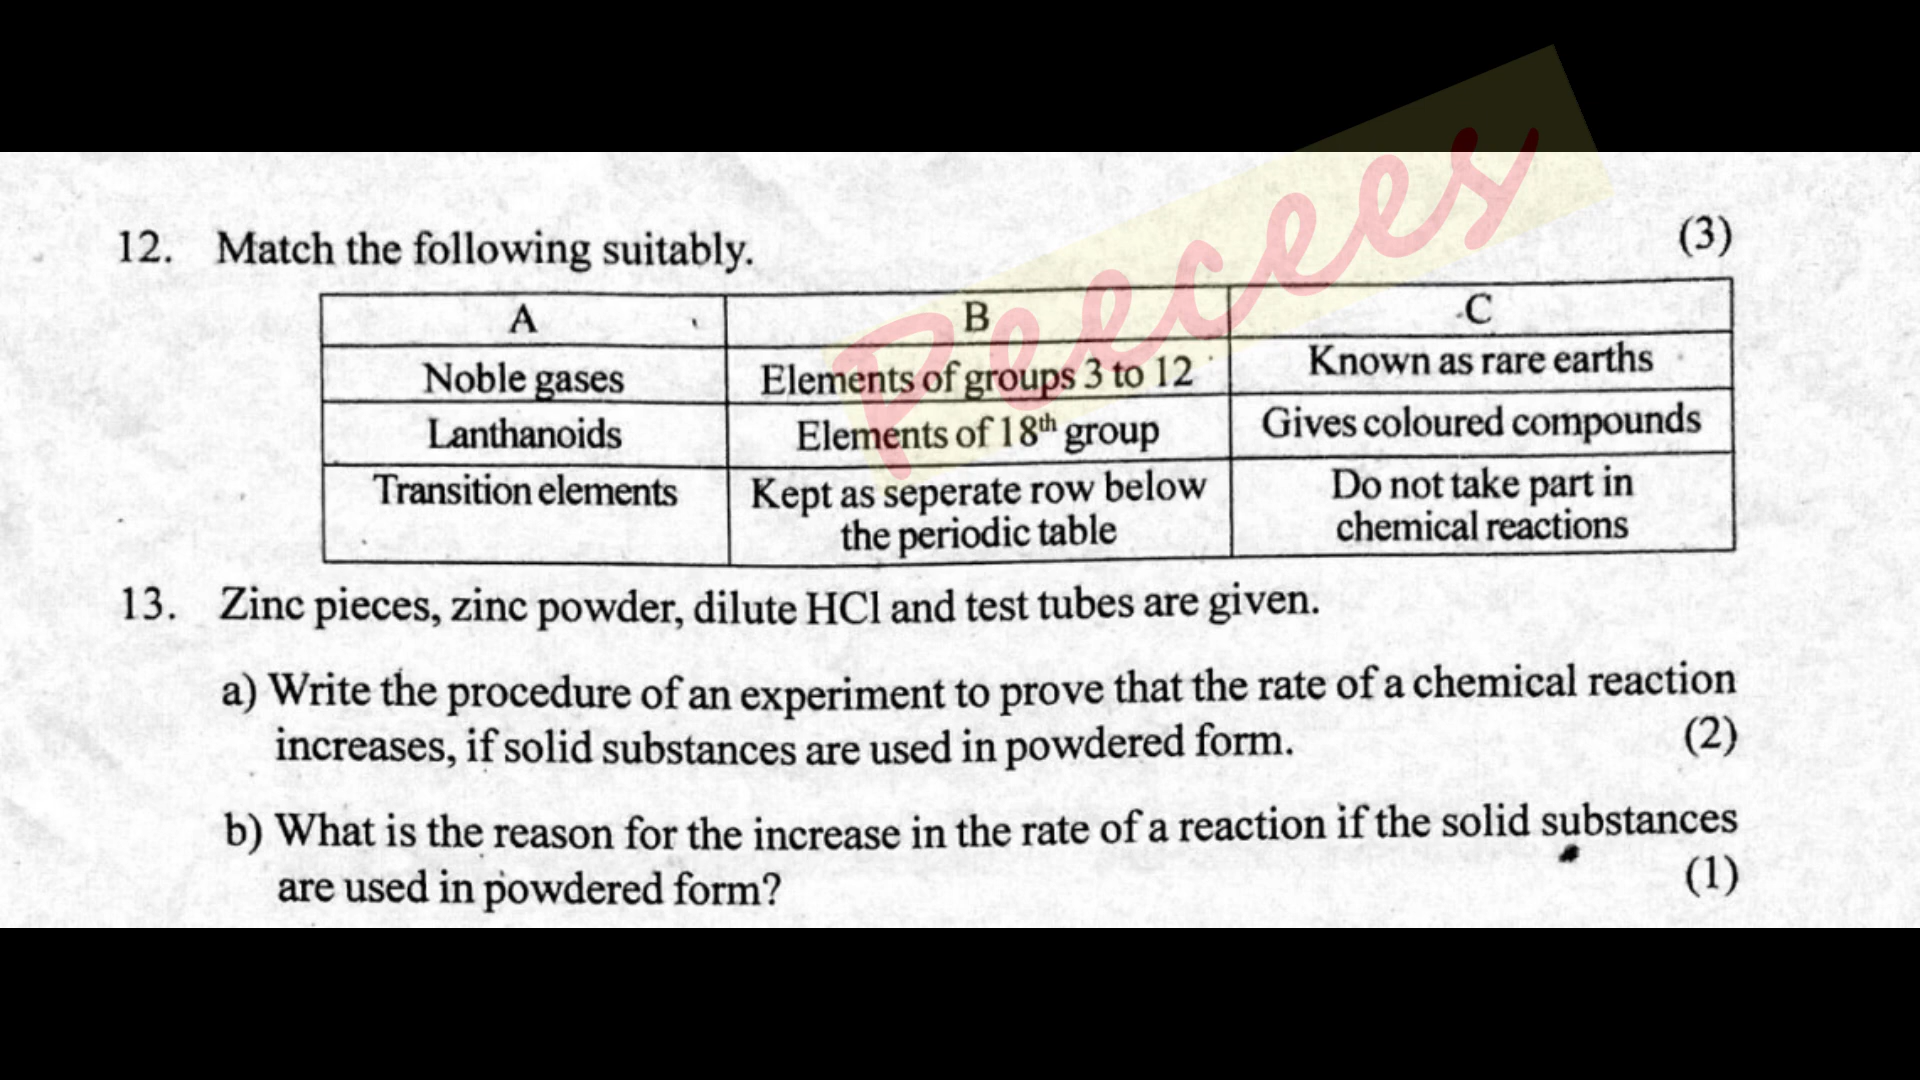 Peecees
12. Match the following suitably. (3)
A B C
Noble gases Elements of groups 3 to 12 Known as rare earths
Lanthanoids Elements of 18th group Gives coloured compounds
Transition elements Kept as seperate row below Do not take part in
the periodic table chemical reactions
13. Zinc pieces, zinc powder, dilute HCl and test tubes are given.
a) Write the procedure of an experiment to prove that the rate of a chemical reaction
increases, if solid substances are used in powdered form. (2)
b) What is the reason for the increase in the rate of a reaction if the solid substances
are used in powdered form? (1)